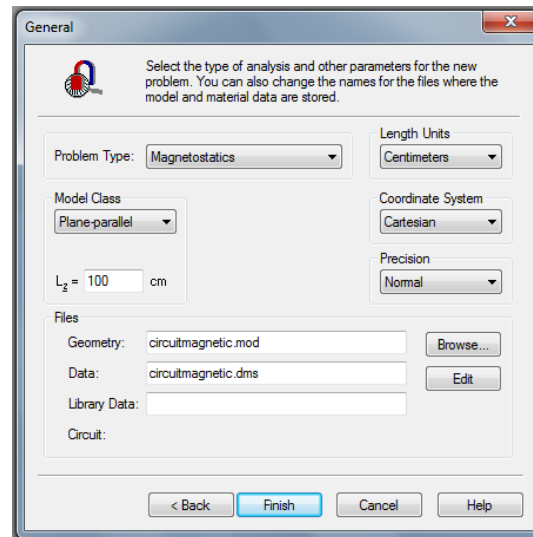 General
Select the type of analysis and other parameters for the new
problem. You can also change the names for the files where the
model and material data are stored.
Problem Type: Magnetostatics
Length Units
Centimeters
Model Class
Plane-parallel
Lz = 100 cm
Coordinate System
Cartesian
Precision
Normal
Files
Geometry: circuitmagnetic.mod Browse...
Data: circuitmagnetic.dms Edit
Library Data:
Circuit:
< Back Finish Cancel Help